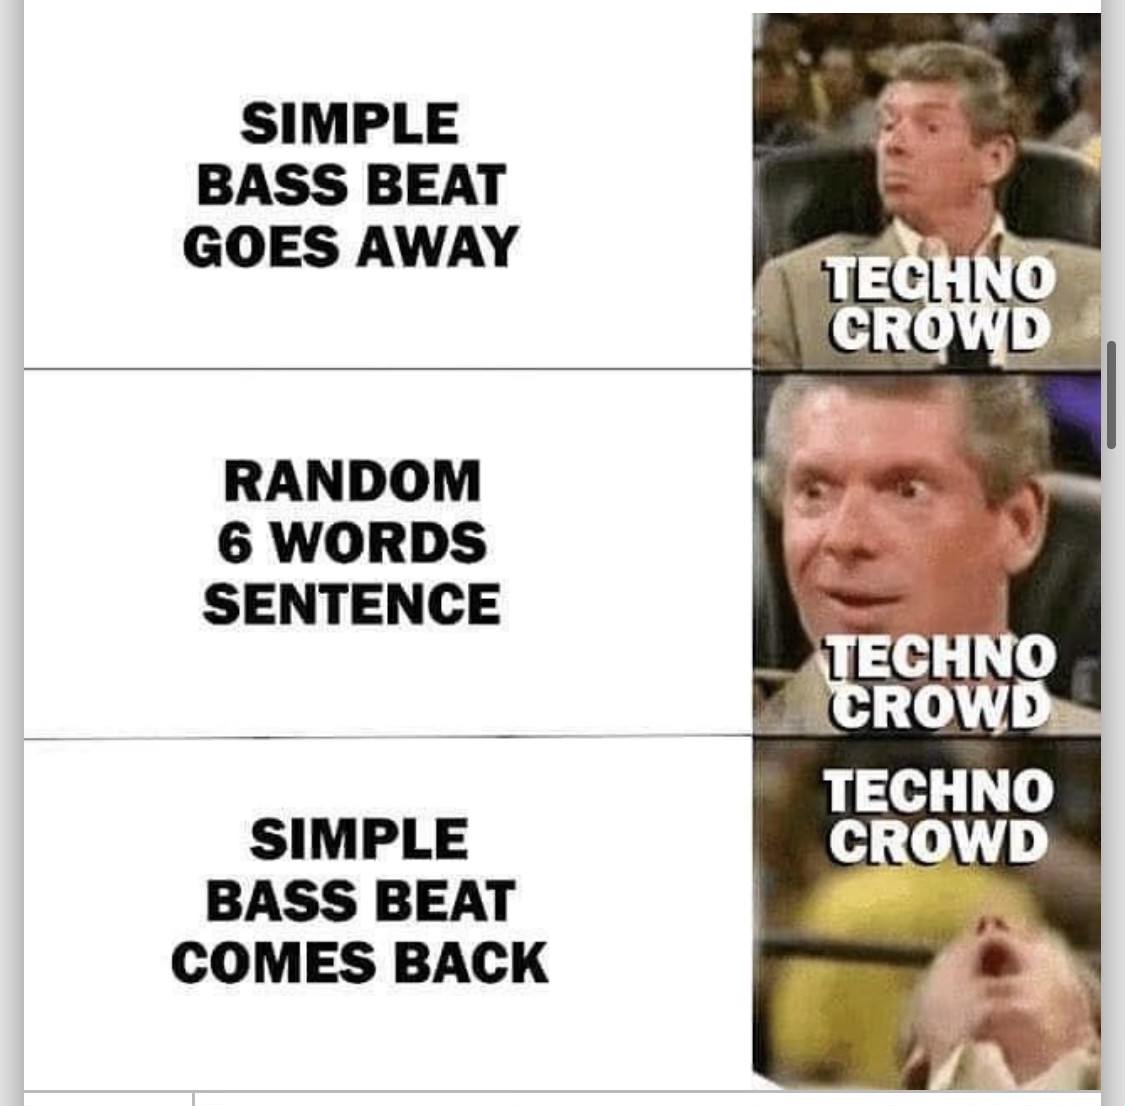 SIMPLE
BASS BEAT
GOES AWAY
TECHNO
CROWD
RANDOM
6 WORDS
SENTENCE
TECHNO
CROWD
SIMPLE
BASS BEAT
COMES BACK
TECHNO
CROWD